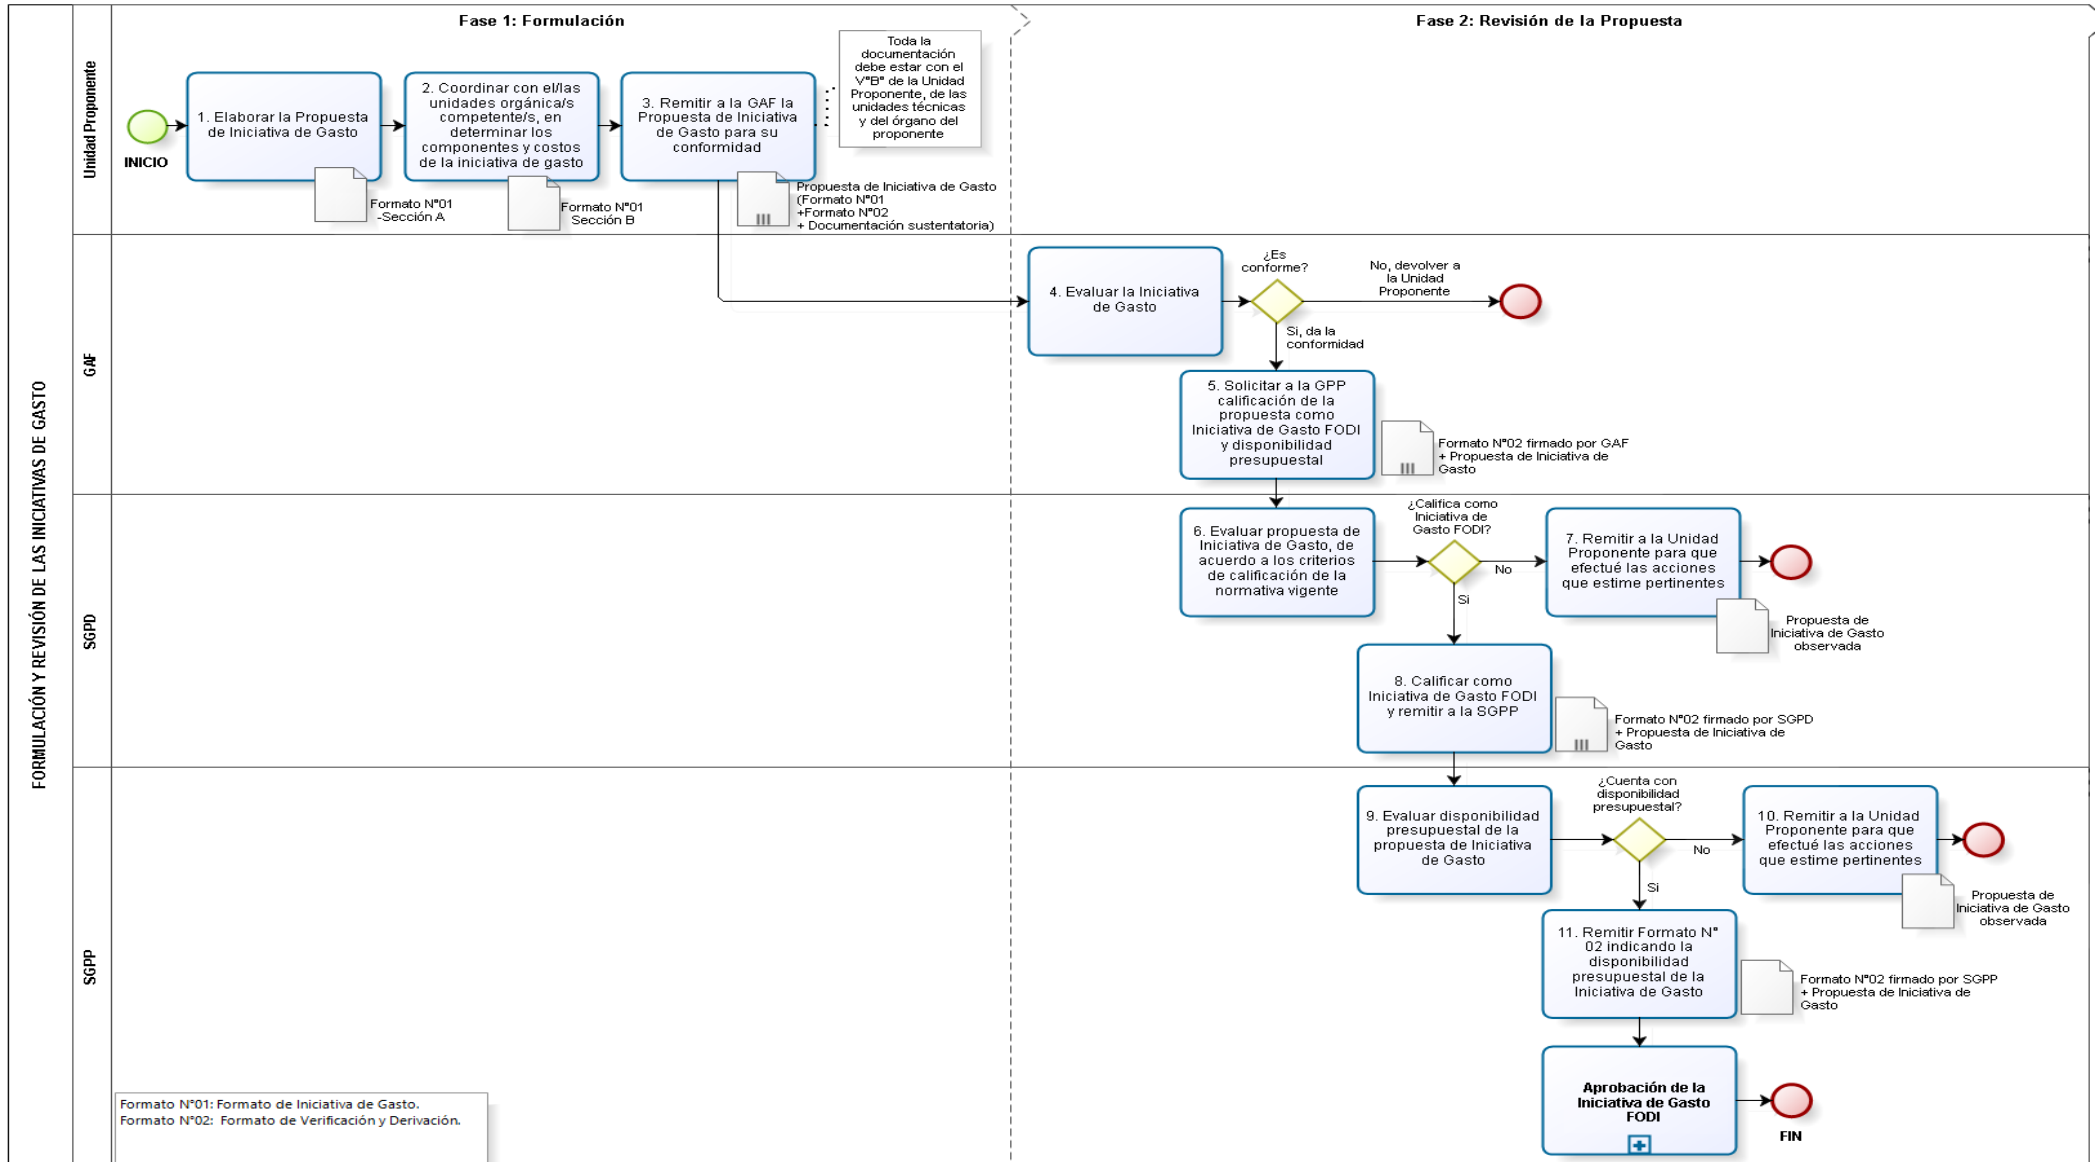 Fase 1: Formulación
Fase 2: Revisión de la Propuesta
FORMULACIÓN Y REVISIÓN DE LAS INICIATIVAS DE GASTO
Unidad Proponente
INICIO
1. Elaborar la Propuesta
de Iniciativa de Gasto
Formato N°01
-Sección A
2. Coordinar con el/las
unidades orgánica/s
competente/s, en
determinar los
componentes y costos
de la iniciativa de gasto
Formato N°01
Sección B
3. Remitir a la GAF la
Propuesta de Iniciativa
de Gasto para su
conformidad
Toda la
documentación
debe estar con el
V°B° de la Unidad
Proponente, de las
unidades técnicas
y del órgano del
proponente
Propuesta de Iniciativa de Gasto
(Formato N°01
+Formato N°02
+ Documentación sustentatoria)
GAF
4. Evaluar la Iniciativa
de Gasto
¿Es
conforme?
No, devolver a
la Unidad
Proponente
Si, da la
conformidad
5. Solicitar a la GPP
calificación de la
propuesta como
Iniciativa de Gasto FODI
y disponibilidad
presupuestal
Formato N°02 firmado por GAF
+ Propuesta de Iniciativa de
Gasto
SGPD
6. Evaluar propuesta de
Iniciativa de Gasto, de
acuerdo a los criterios
de calificación de la
normativa vigente
¿Califica como
Iniciativa de
Gasto FODI?
No
Si
7. Remitir a la Unidad
Proponente para que
efectué las acciones
que estime pertinentes
Propuesta de
Iniciativa de Gasto
observada
8. Calificar como
Iniciativa de Gasto FODI
y remitir a la SGPP
Formato N°02 firmado por SGPD
+ Propuesta de Iniciativa de
Gasto
SGPP
9. Evaluar disponibilidad
presupuestal de la
propuesta de Iniciativa
de Gasto
¿Cuenta con
disponibilidad
presupuestal?
No
Si
10. Remitir a la Unidad
Proponente para que
efectué las acciones
que estime pertinentes
Propuesta de
Iniciativa de Gasto
observada
11. Remitir Formato N°
02 indicando la
disponibilidad
presupuestal de la
Iniciativa de Gasto
Formato N°02 firmado por SGPP
+ Propuesta de Iniciativa de
Gasto
Aprobación de la
Iniciativa de Gasto
FODI
FIN
Formato N°01: Formato de Iniciativa de Gasto.
Formato N°02: Formato de Verificación y Derivación.